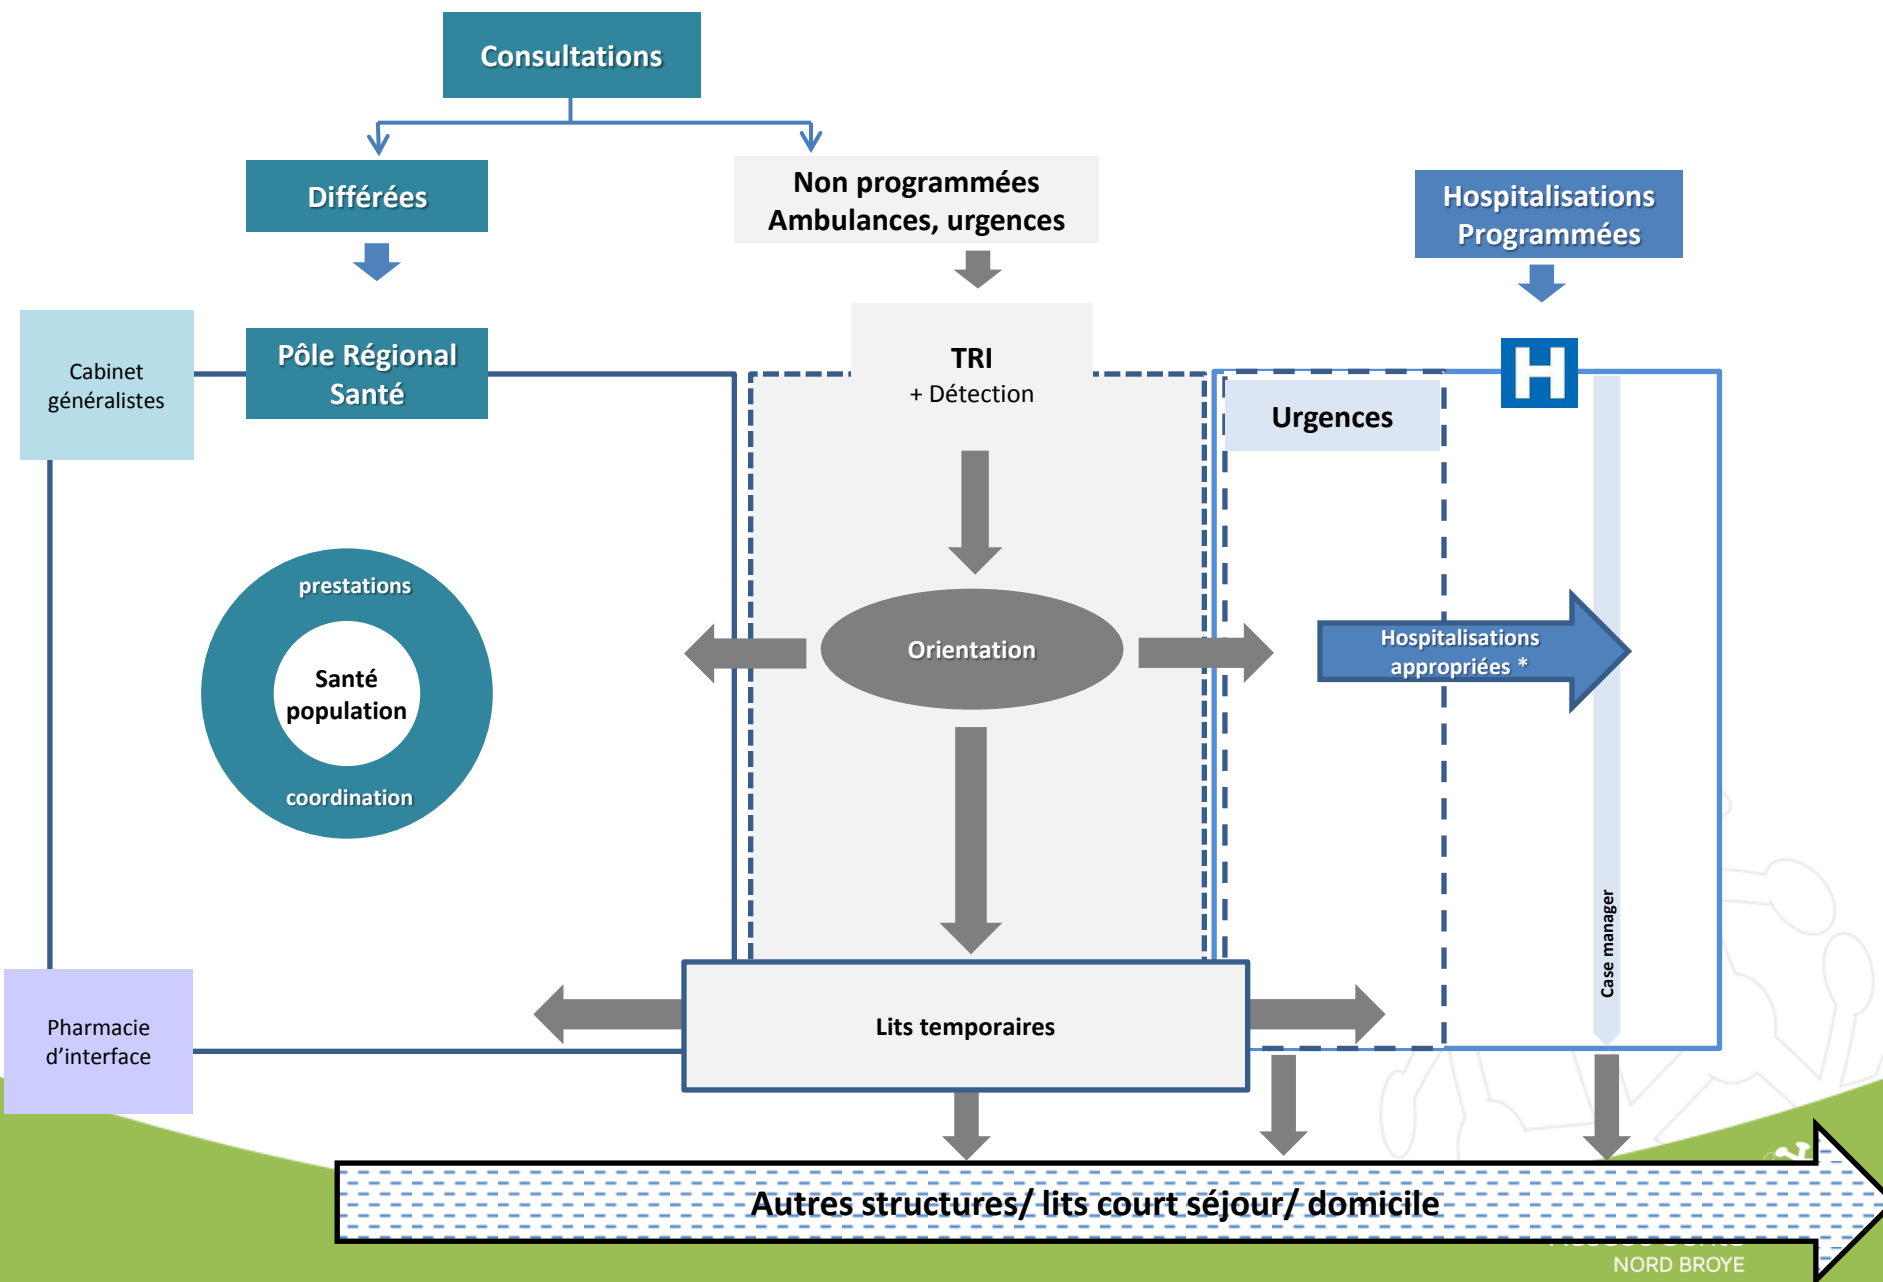 Consultations
Différées
Non programmées
Ambulances, urgences
Hospitalisations
Programmées
Cabinet
généralistes
Pôle Régional
Santé
TRI
+ Détection
H
Urgences
prestations
Santé
population
coordination
Orientation
Hospitalisations
appropriées *
Case manager
Pharmacie
d'interface
Lits temporaires
Autres structures/ lits court séjour/ domicile
NORD BROYE